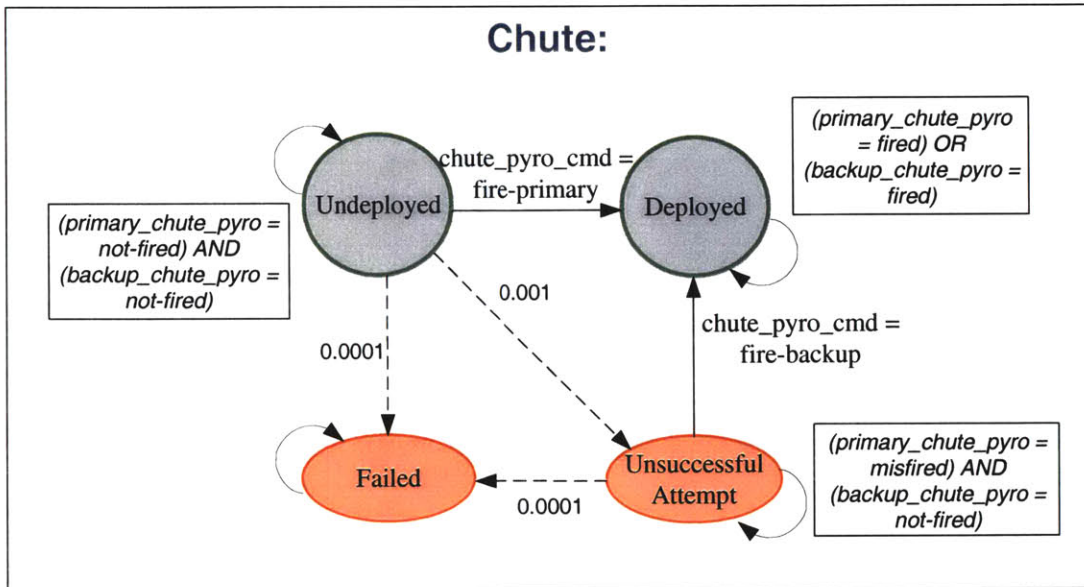 Chute:
(primary_chute_pyro
= fired) OR
(backup_chute_pyro =
fired)
chute_pyro_cmd =
fire-primary
Undeployed
Deployed
(primary_chute_pyro =
not-fired) AND
(backup_chute_pyro =
not-fired)
0.001
chute_pyro_cmd =
fire-backup
0.0001
(primary_chute_pyro =
misfired) AND
(backup_chute_pyro =
not-fired)
Failed
Unsuccessful
Attempt
0.0001